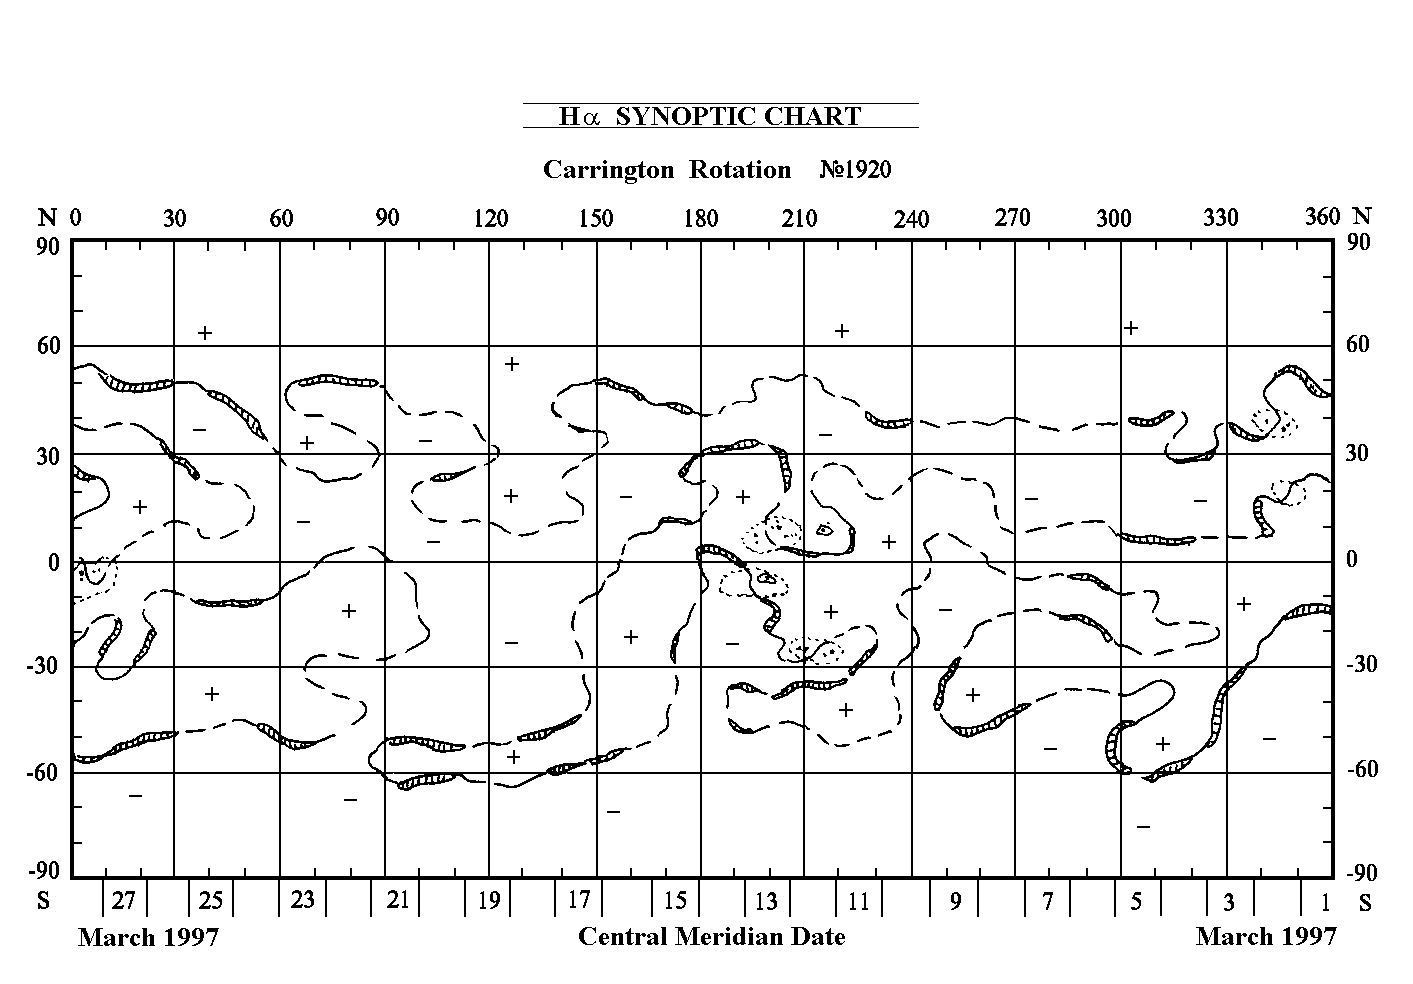 Hα SYNOPTIC CHART
Carrington Rotation №1920
N 0 30 60 90 120 150 180 210 240 270 300 330 360 N
90 90
60 60
30 30
0 0
-30 -30
-60 -60
-90 -90
S 27 25 23 21 19 17 15 13 11 9 7 5 3 1 S
March 1997 Central Meridian Date March 1997